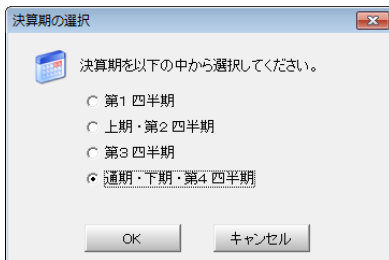 決算期の選択
決算期を以下の中から選択してください。
第1四半期
上期・第2四半期
第3四半期
通期・下期・第4四半期
OK キャンセル